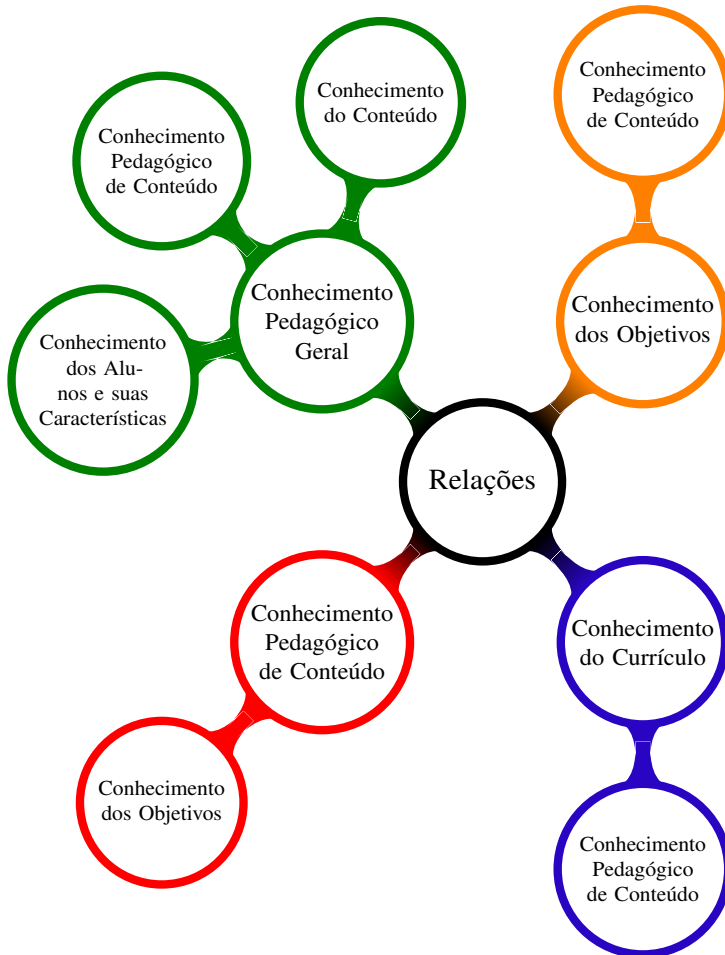 Conhecimento
do Conteúdo
Conhecimento
Pedagógico
de Conteúdo
Conhecimento
Pedagógico
de Conteúdo
Conhecimento
Pedagógico
Geral
Conhecimento
dos Objetivos
Conhecimento
dos Alu-
nos e suas
Características
Relações
Conhecimento
Pedagógico
de Conteúdo
Conhecimento
do Currículo
Conhecimento
dos Objetivos
Conhecimento
Pedagógico
de Conteúdo